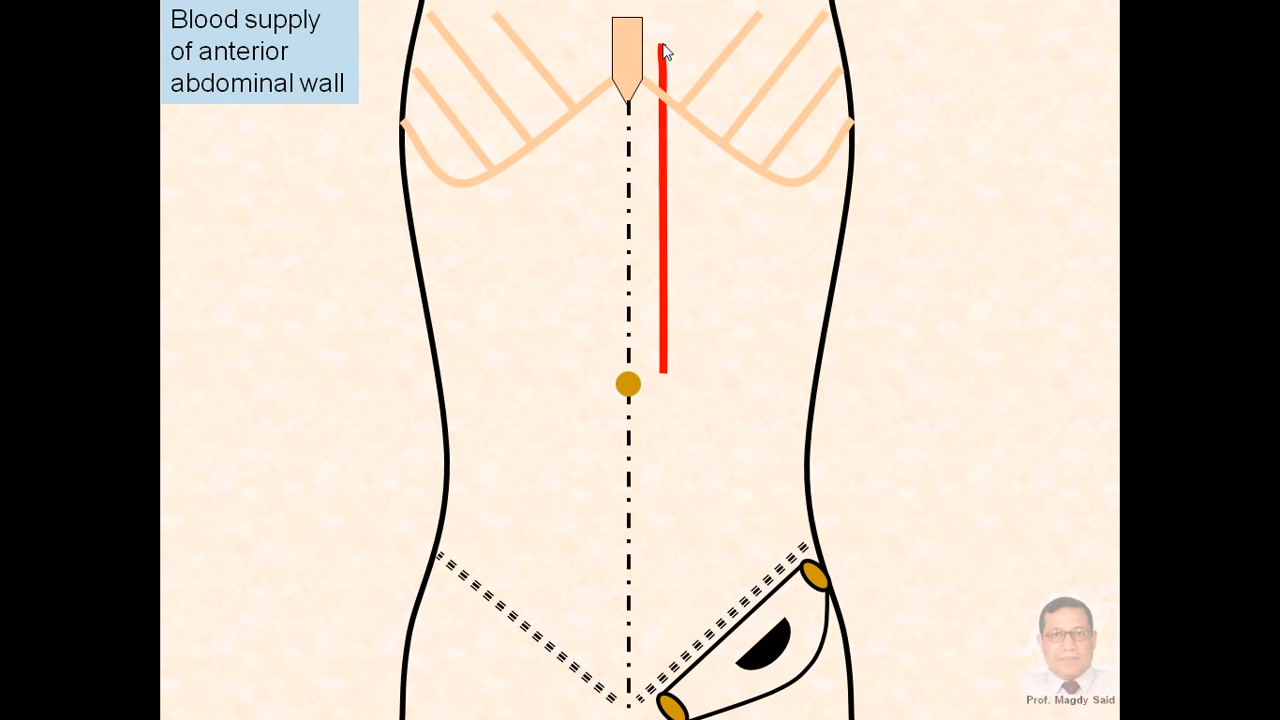 Blood supply
of anterior
abdominal wall
Prof. Magdy Said